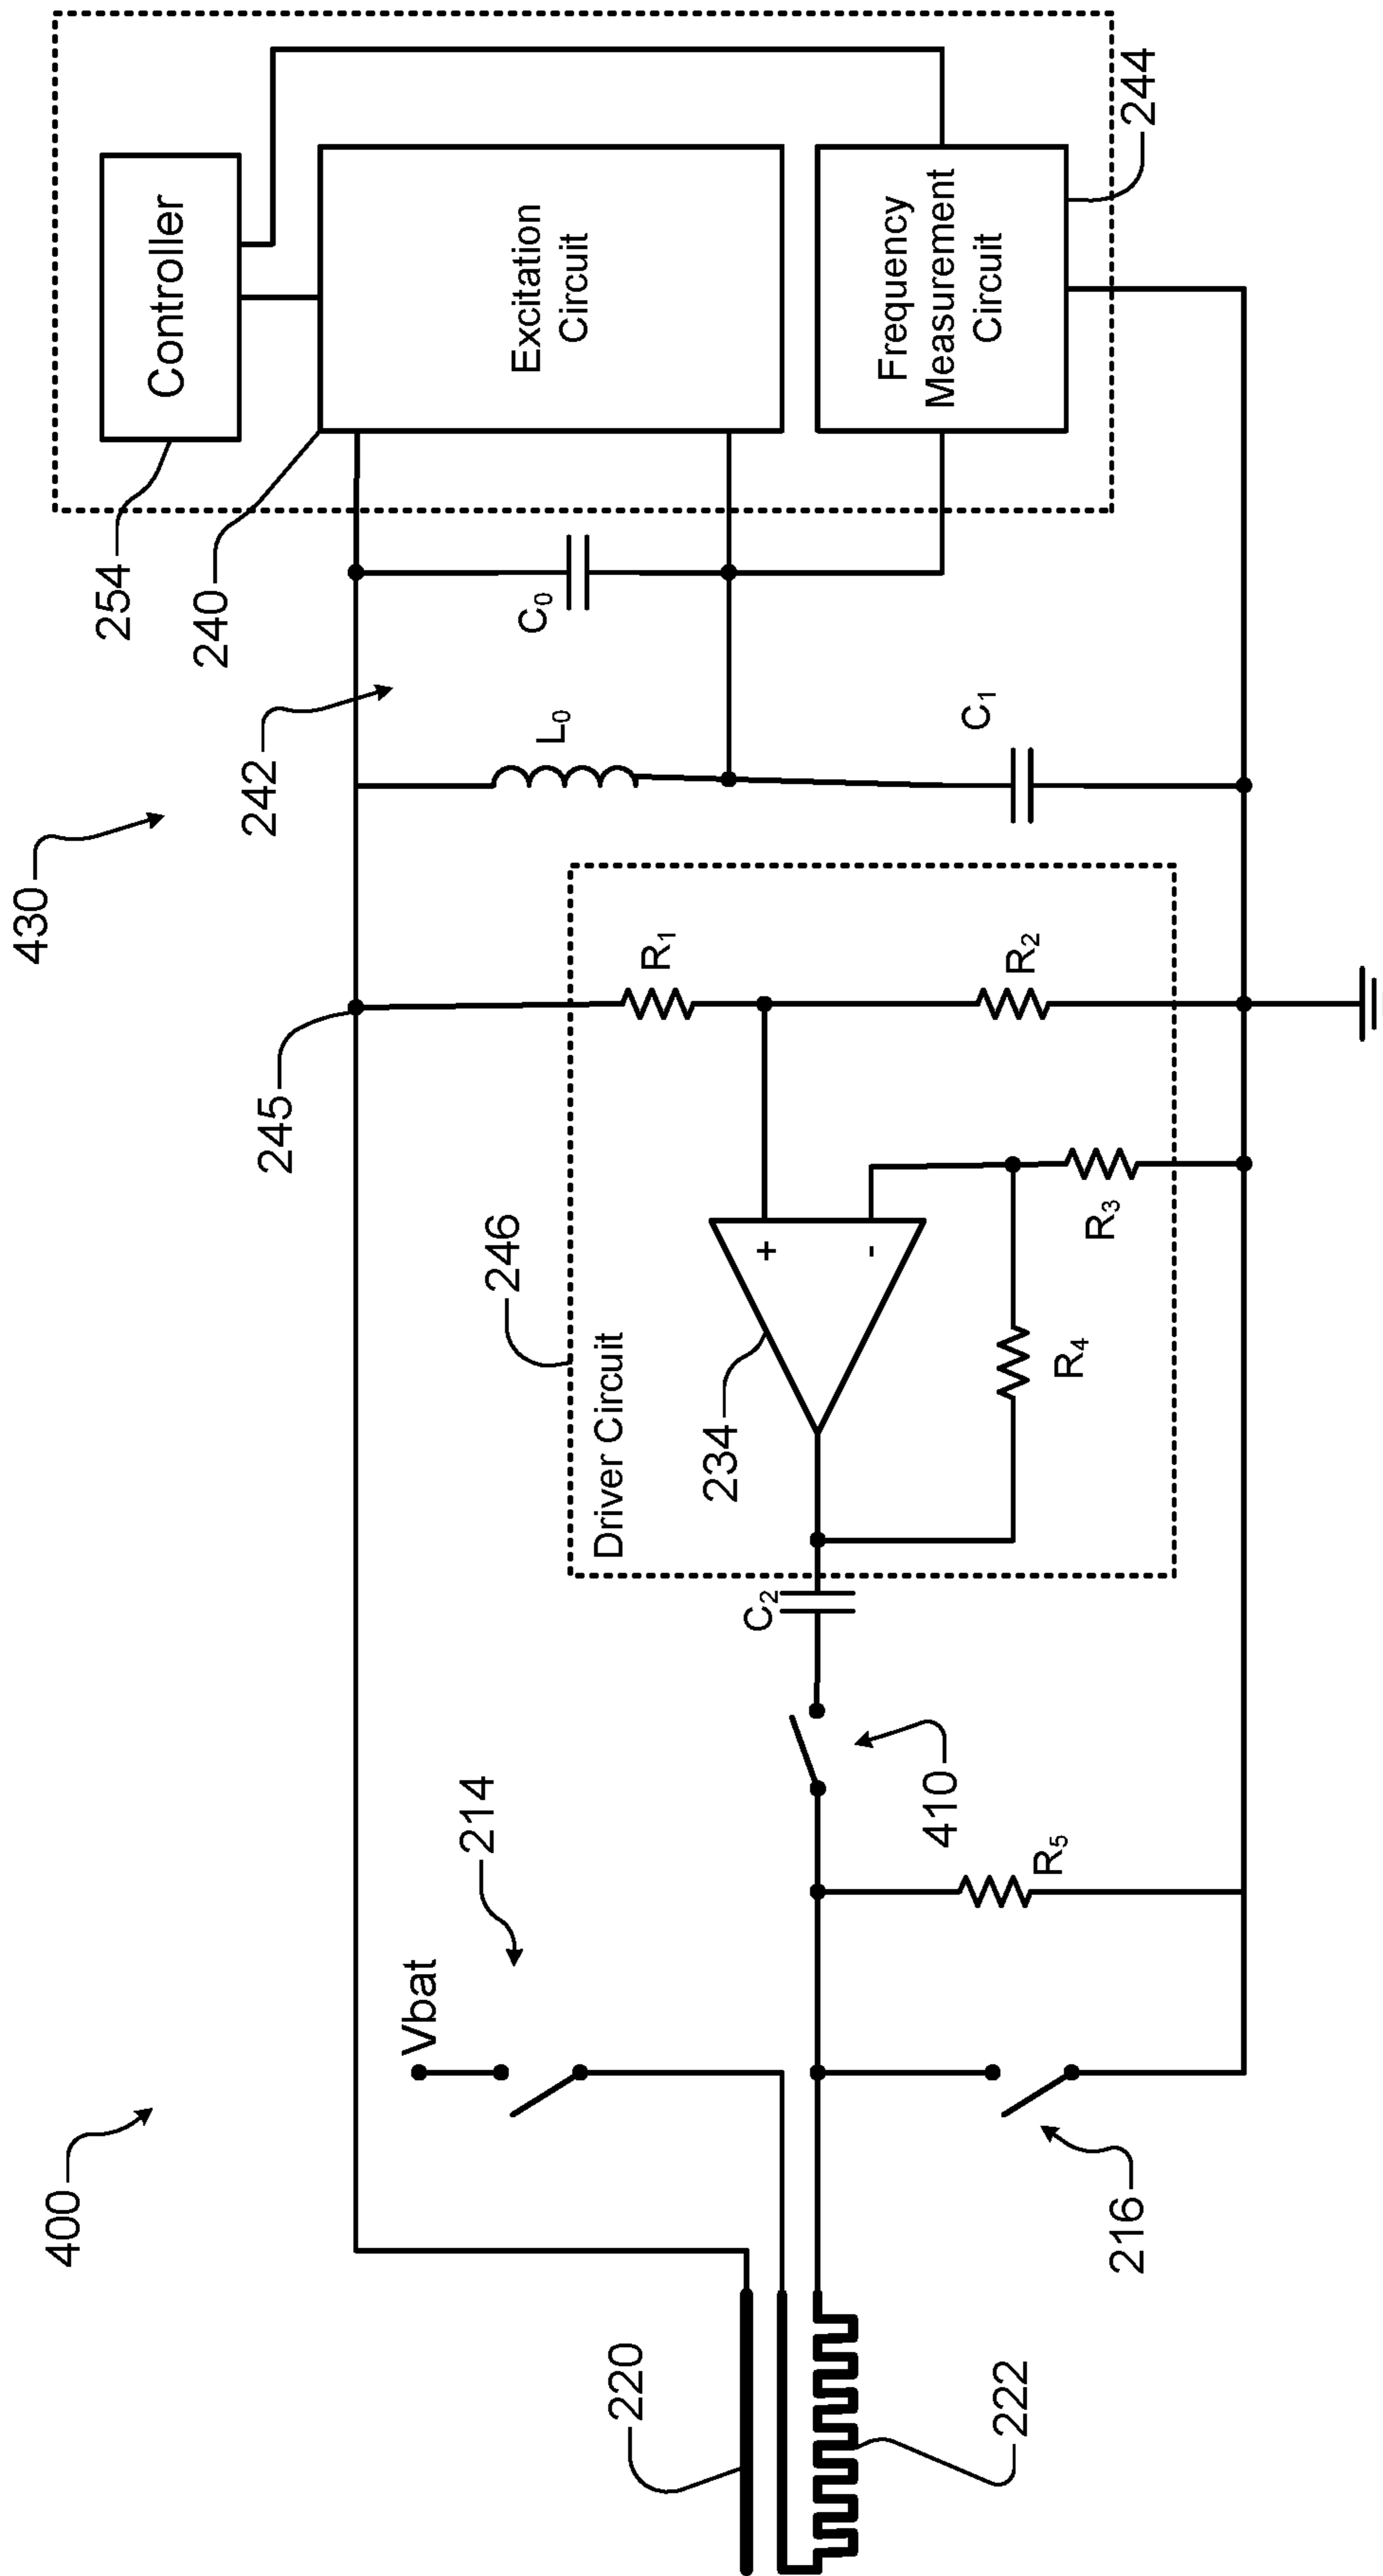 400
430
254
240
242
245
246
234
214
410
216
220
222
244
Controller
Excitation
Circuit
Frequency
Measurement
Circuit
C0
L0
C1
R1
R2
R3
R4
R5
C2
+
-
Driver Circuit
Vbat